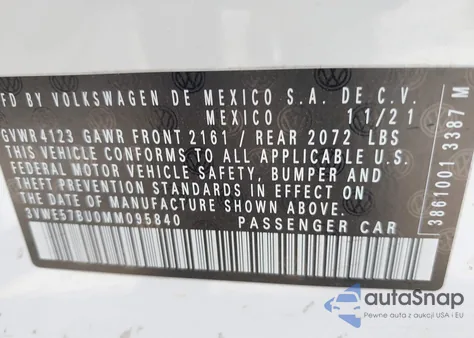 FD BY VOLKSWAGEN DE MEXICO S.A. DE C.V.
MEXICO 11/21
GVWR 4123 GAWR FRONT 2161 / REAR 2072 LBS
THIS VEHICLE CONFORMS TO ALL APPLICABLE U.S.
FEDERAL MOTOR VEHICLE SAFETY, BUMPER AND
THEFT PREVENTION STANDARDS IN EFFECT ON
THE DATE OF MANUFACTURE SHOWN ABOVE.
3VWE57BU0MM095840 PASSENGER CAR
3861001 3387 M
autoSnap
Pewne auta z aukcji USA i EU